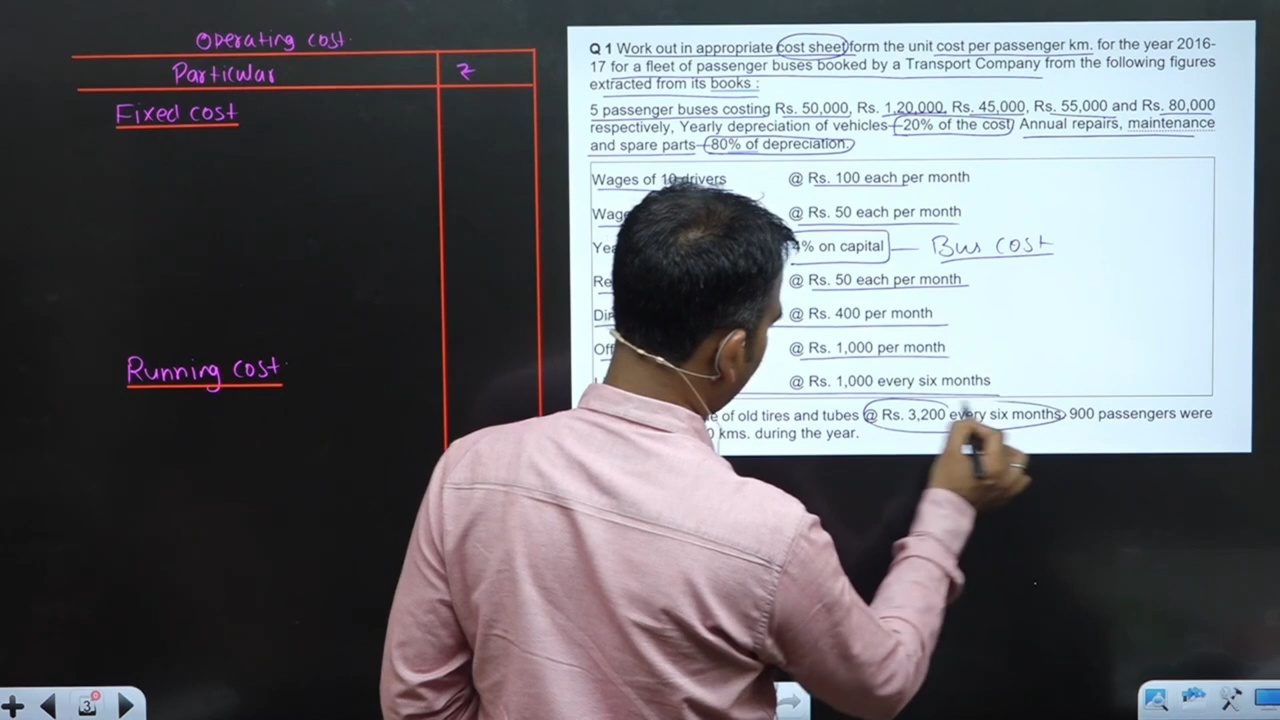 Operating cost.
Particular ₹
Fixed cost
Running cost.
Q 1 Work out in appropriate cost sheet form the unit cost per passenger km. for the year 2016-
17 for a fleet of passenger buses booked by a Transport Company from the following figures
extracted from its books :
5 passenger buses costing Rs. 50,000, Rs. 1,20,000, Rs. 45,000, Rs. 55,000 and Rs. 80,000
respectively, Yearly depreciation of vehicles–20% of the cost Annual repairs, maintenance
and spare parts–80% of depreciation.
Wages of 10 drivers @ Rs. 100 each per month
@ Rs. 50 each per month
4% on capital — Bus cost
@ Rs. 50 each per month
@ Rs. 400 per month
@ Rs. 1,000 per month
@ Rs. 1,000 every six months
of old tires and tubes @ Rs. 3,200 every six months. 900 passengers were
kms. during the year.
3